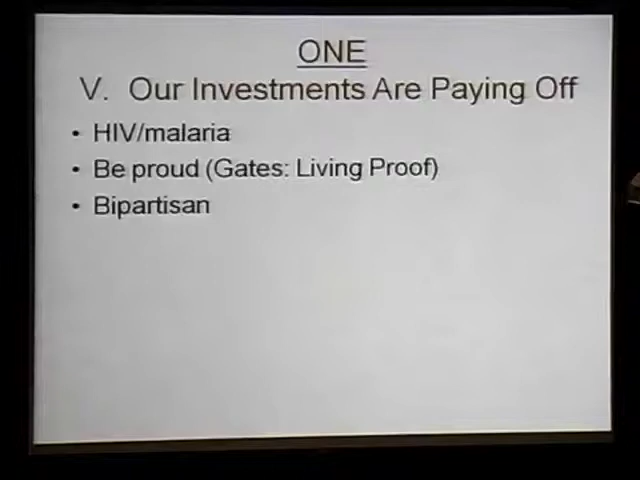 ONE
V. Our Investments Are Paying Off
• HIV/malaria
• Be proud (Gates: Living Proof)
• Bipartisan